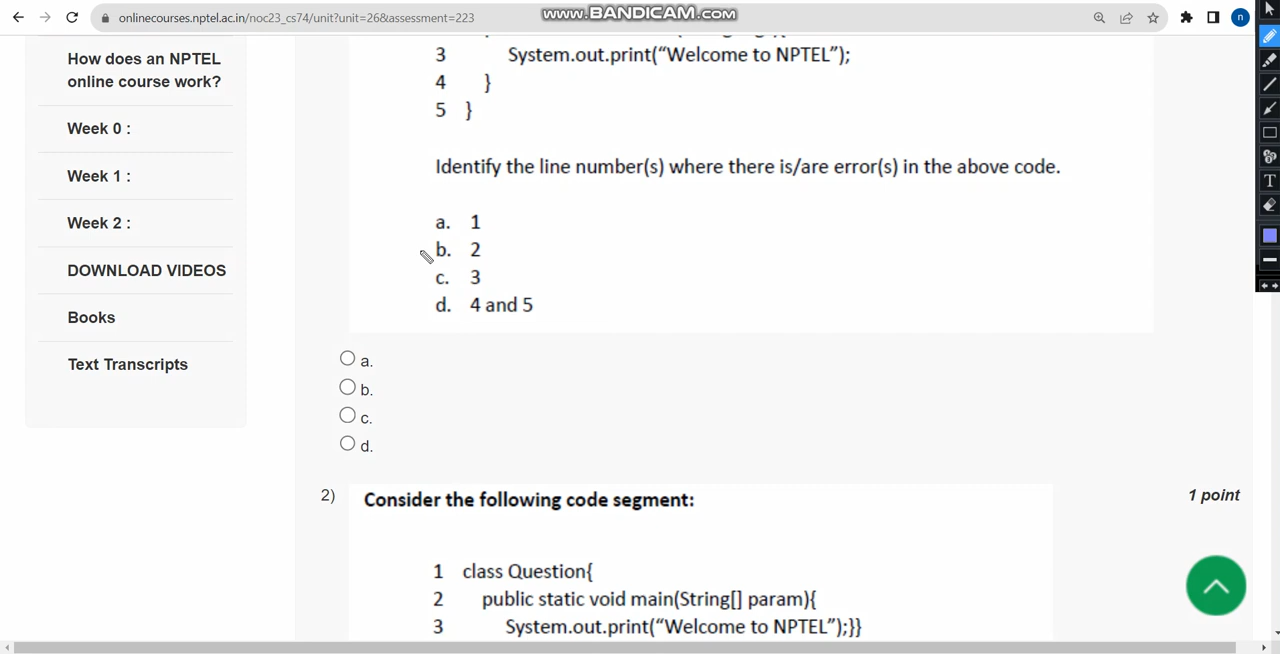 onlinecourses.nptel.ac.in/noc23_cs74/unit?unit=26&assessment=223
www.BANDICAM.com
n
How does an NPTEL
online course work?
Week 0 :
Week 1 :
Week 2 :
DOWNLOAD VIDEOS
Books
Text Transcripts
3 System.out.print(“Welcome to NPTEL”);
4 }
5 }
Identify the line number(s) where there is/are error(s) in the above code.
a. 1
b. 2
c. 3
d. 4 and 5
a.
b.
c.
d.
2) Consider the following code segment:
1 point
1 class Question{
2 public static void main(String[] param){
3 System.out.print(“Welcome to NPTEL”);}}